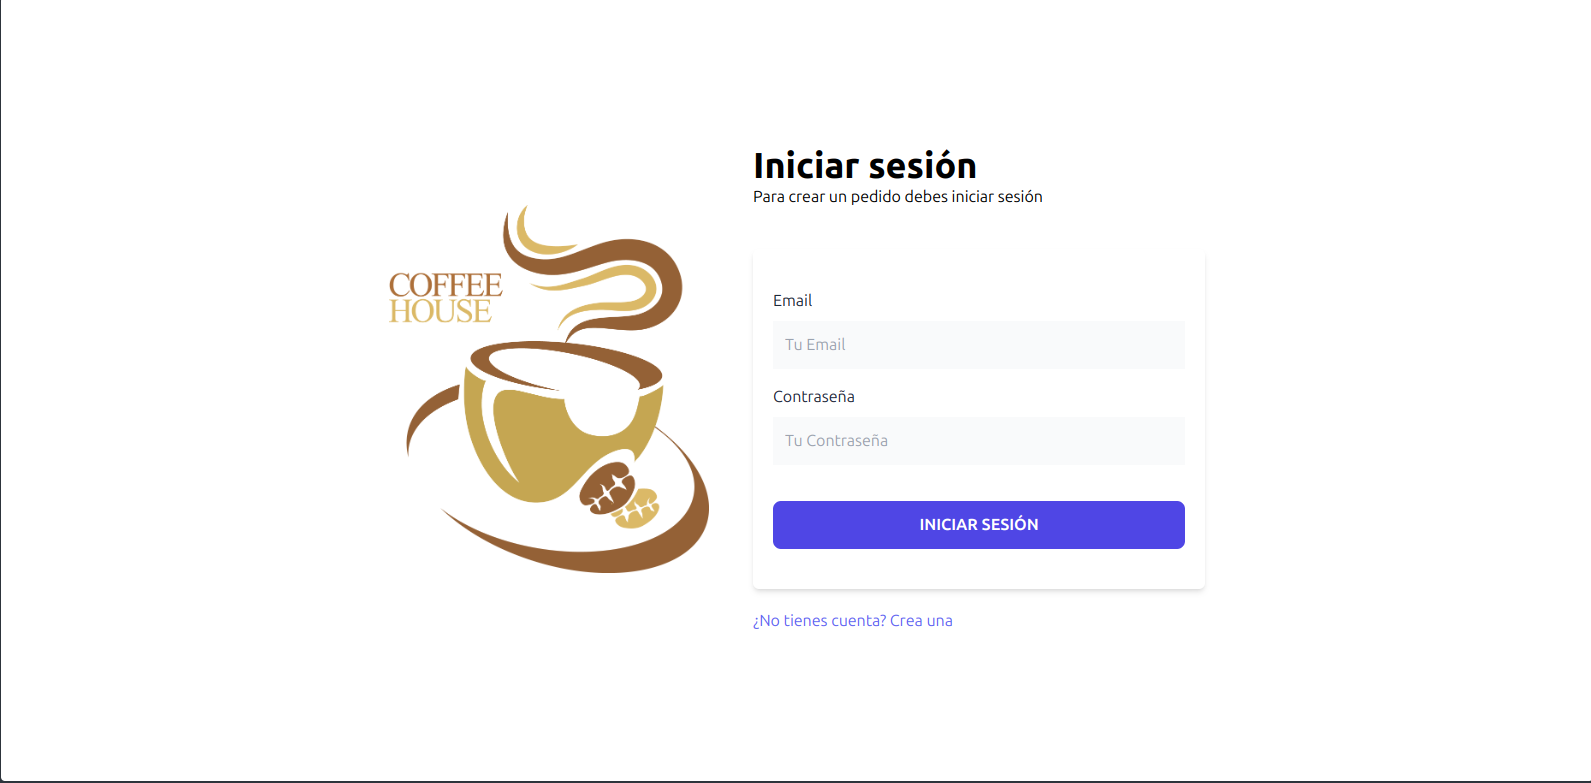 COFFEE
HOUSE
Iniciar sesión
Para crear un pedido debes iniciar sesión
Email
Tu Email
Contraseña
Tu Contraseña
INICIAR SESIÓN
¿No tienes cuenta? Crea una